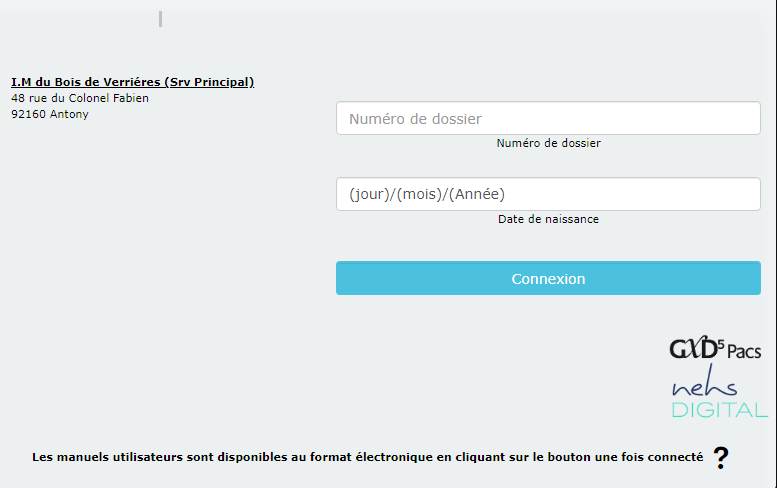 I.M du Bois de Verriéres (Srv Principal)
48 rue du Colonel Fabien
92160 Antony
Numéro de dossier
Numéro de dossier
(jour)/(mois)/(Année)
Date de naissance
Connexion
GXD5 Pacs
nehs
DIGITAL
Les manuels utilisateurs sont disponibles au format électronique en cliquant sur le bouton une fois connecté ?